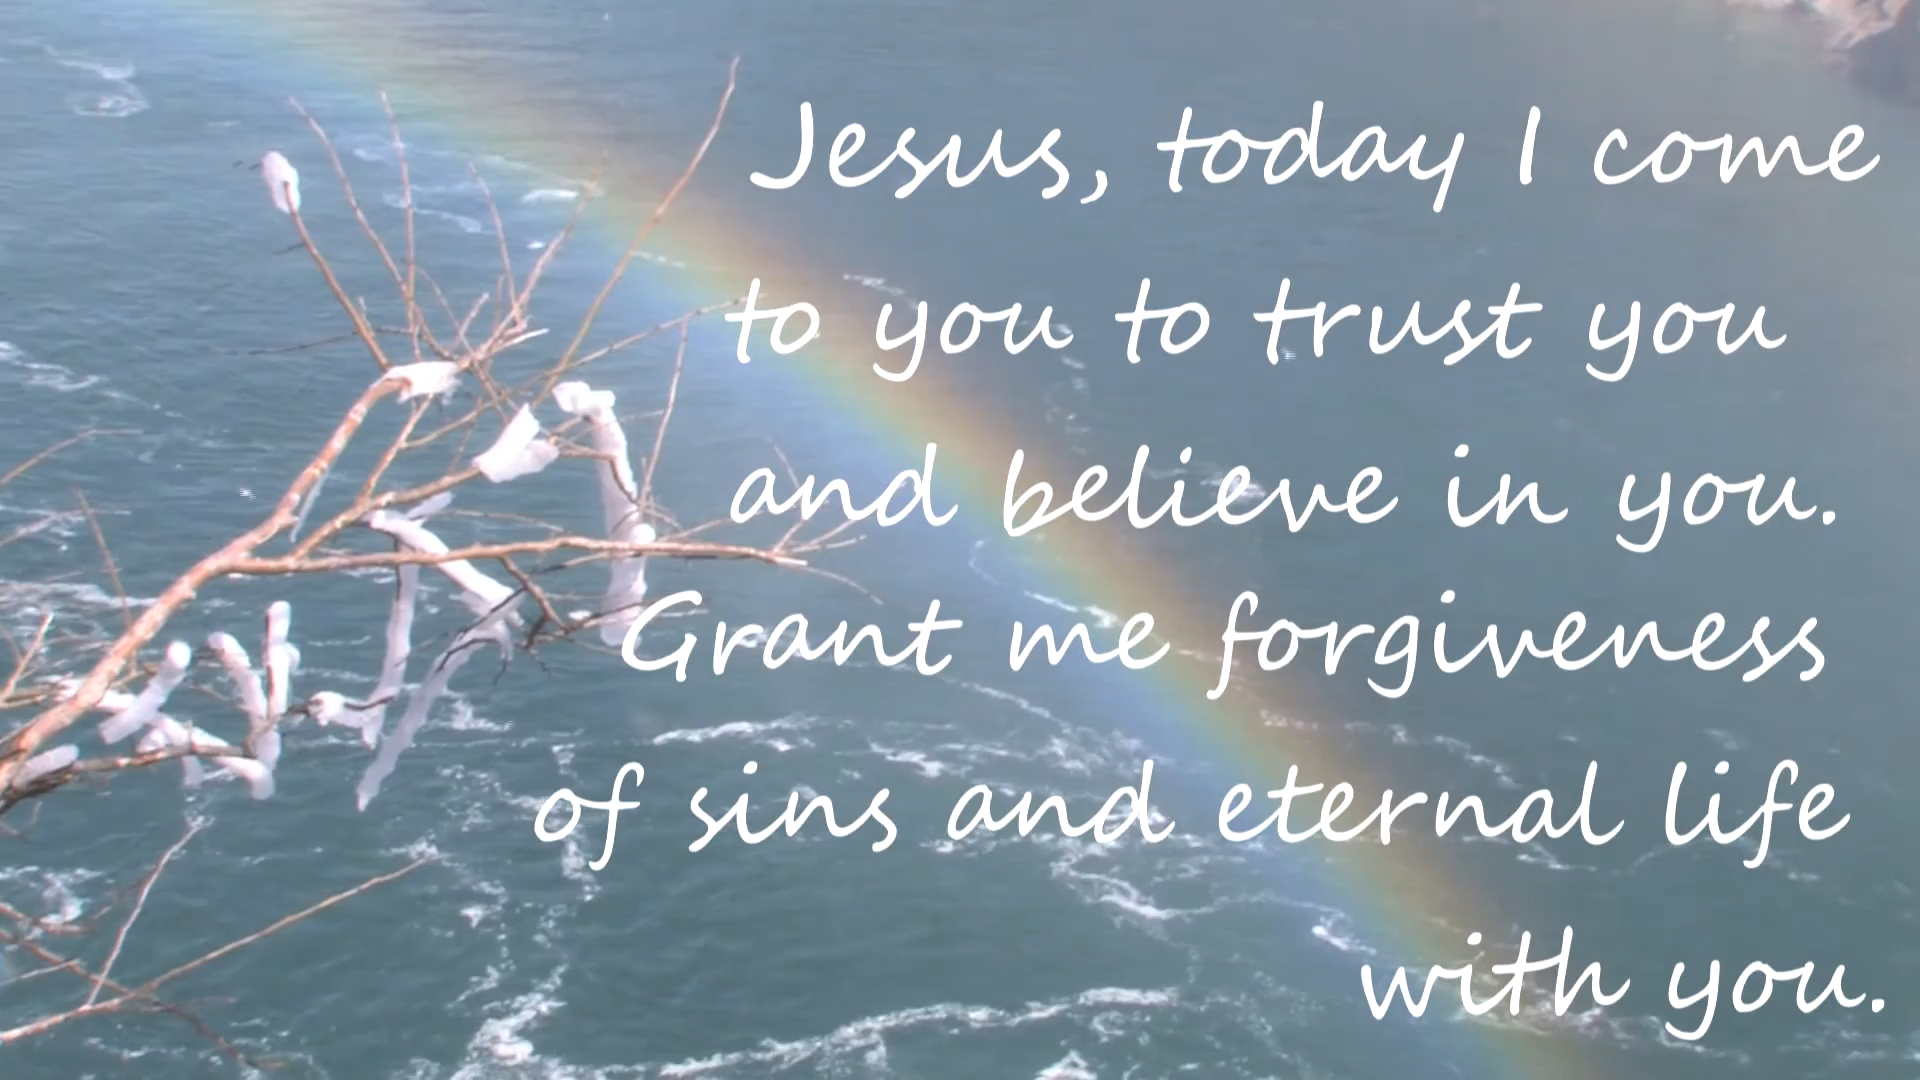 Jesus, today I come
to you to trust you
and believe in you.
Grant me forgiveness
of sins and eternal life
with you.